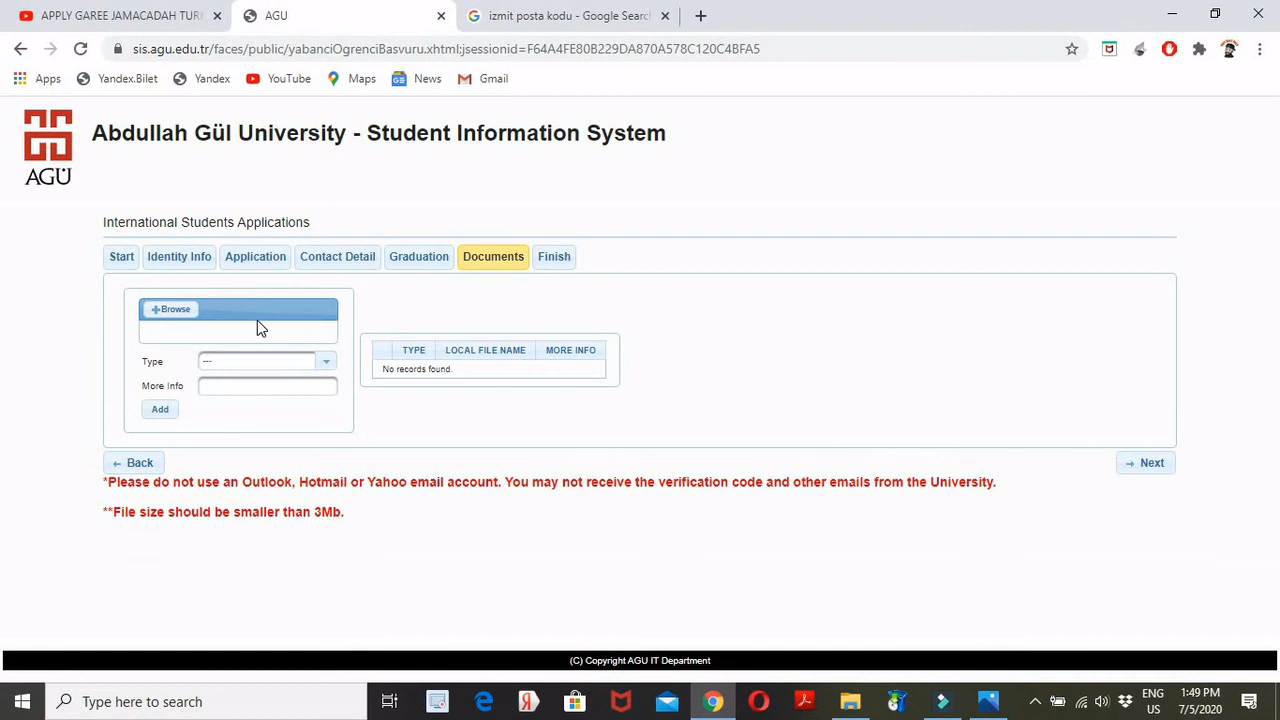 APPLY GAREE JAMACADAH TURK
AGU
izmit posta kodu - Google Search
sis.agu.edu.tr/faces/public/yabanciOgrenciBasvuru.xhtml;jsessionid=F64A4FE80B229DA870A578C120C4BFA5
Apps Yandex.Bilet Yandex YouTube Maps News Gmail
AGÜ
Abdullah Gül University - Student Information System
International Students Applications
Start Identity Info Application Contact Detail Graduation Documents Finish
Browse
Type ---
More Info
Add
TYPE LOCAL FILE NAME MORE INFO
No records found.
Back
Next
*Please do not use an Outlook, Hotmail or Yahoo email account. You may not receive the verification code and other emails from the University.
**File size should be smaller than 3Mb.
(C) Copyright AGU IT Department
Type here to search
ENG
US
1:49 PM
7/5/2020